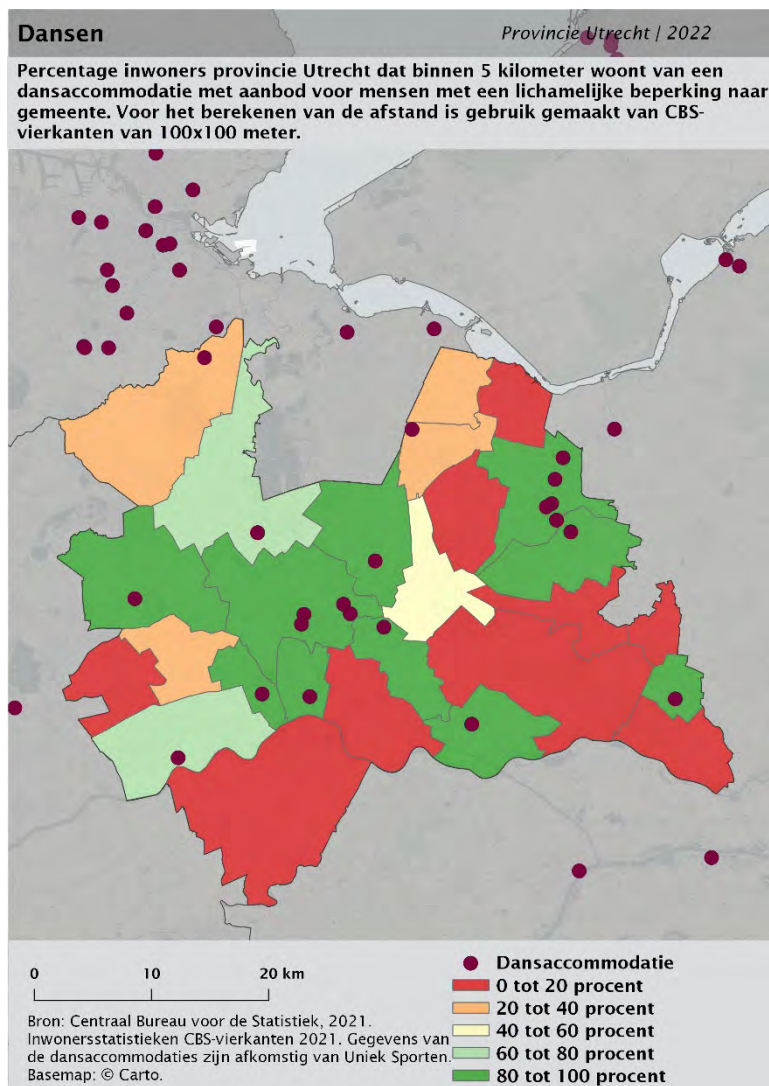 Dansen
Provincie Utrecht | 2022
Percentage inwoners provincie Utrecht dat binnen 5 kilometer woont van een
dansaccommodatie met aanbod voor mensen met een lichamelijke beperking naar
gemeente. Voor het berekenen van de afstand is gebruik gemaakt van CBS-
vierkanten van 100x100 meter.
0 10 20 km
Bron: Centraal Bureau voor de Statistiek, 2021.
Inwonersstatistieken CBS-vierkanten 2021. Gegevens van
de dansaccommodaties zijn afkomstig van Uniek Sporten.
Basemap: © Carto.
Dansaccommodatie
0 tot 20 procent
20 tot 40 procent
40 tot 60 procent
60 tot 80 procent
80 tot 100 procent